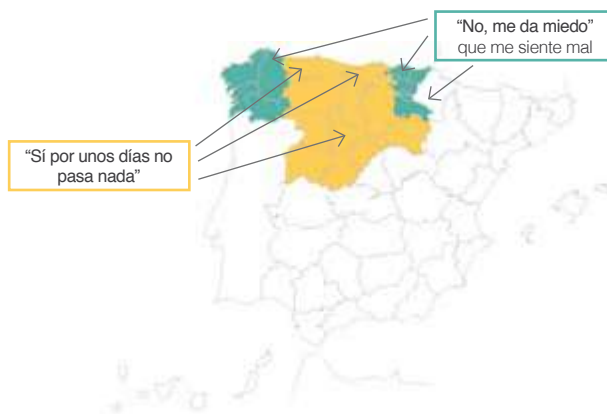 “No, me da miedo”
que me siente mal
“Sí por unos días no
pasa nada”